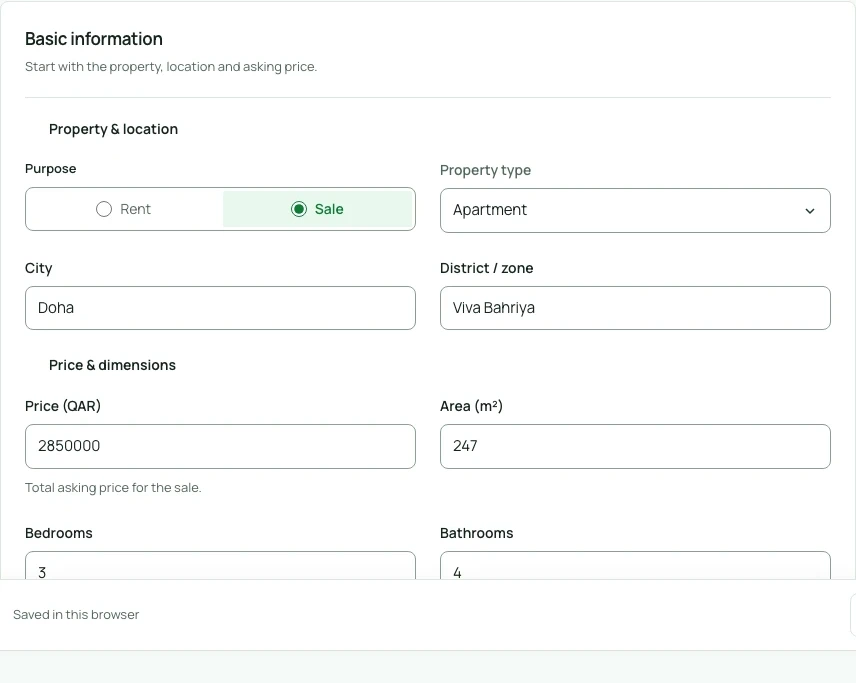 Basic information
Start with the property, location and asking price.
Property & location
Purpose
Property type
Rent
Sale
Apartment
City
District / zone
Doha
Viva Bahriya
Price & dimensions
Price (QAR)
Area (m²)
2850000
247
Total asking price for the sale.
Bedrooms
Bathrooms
3
4
Saved in this browser